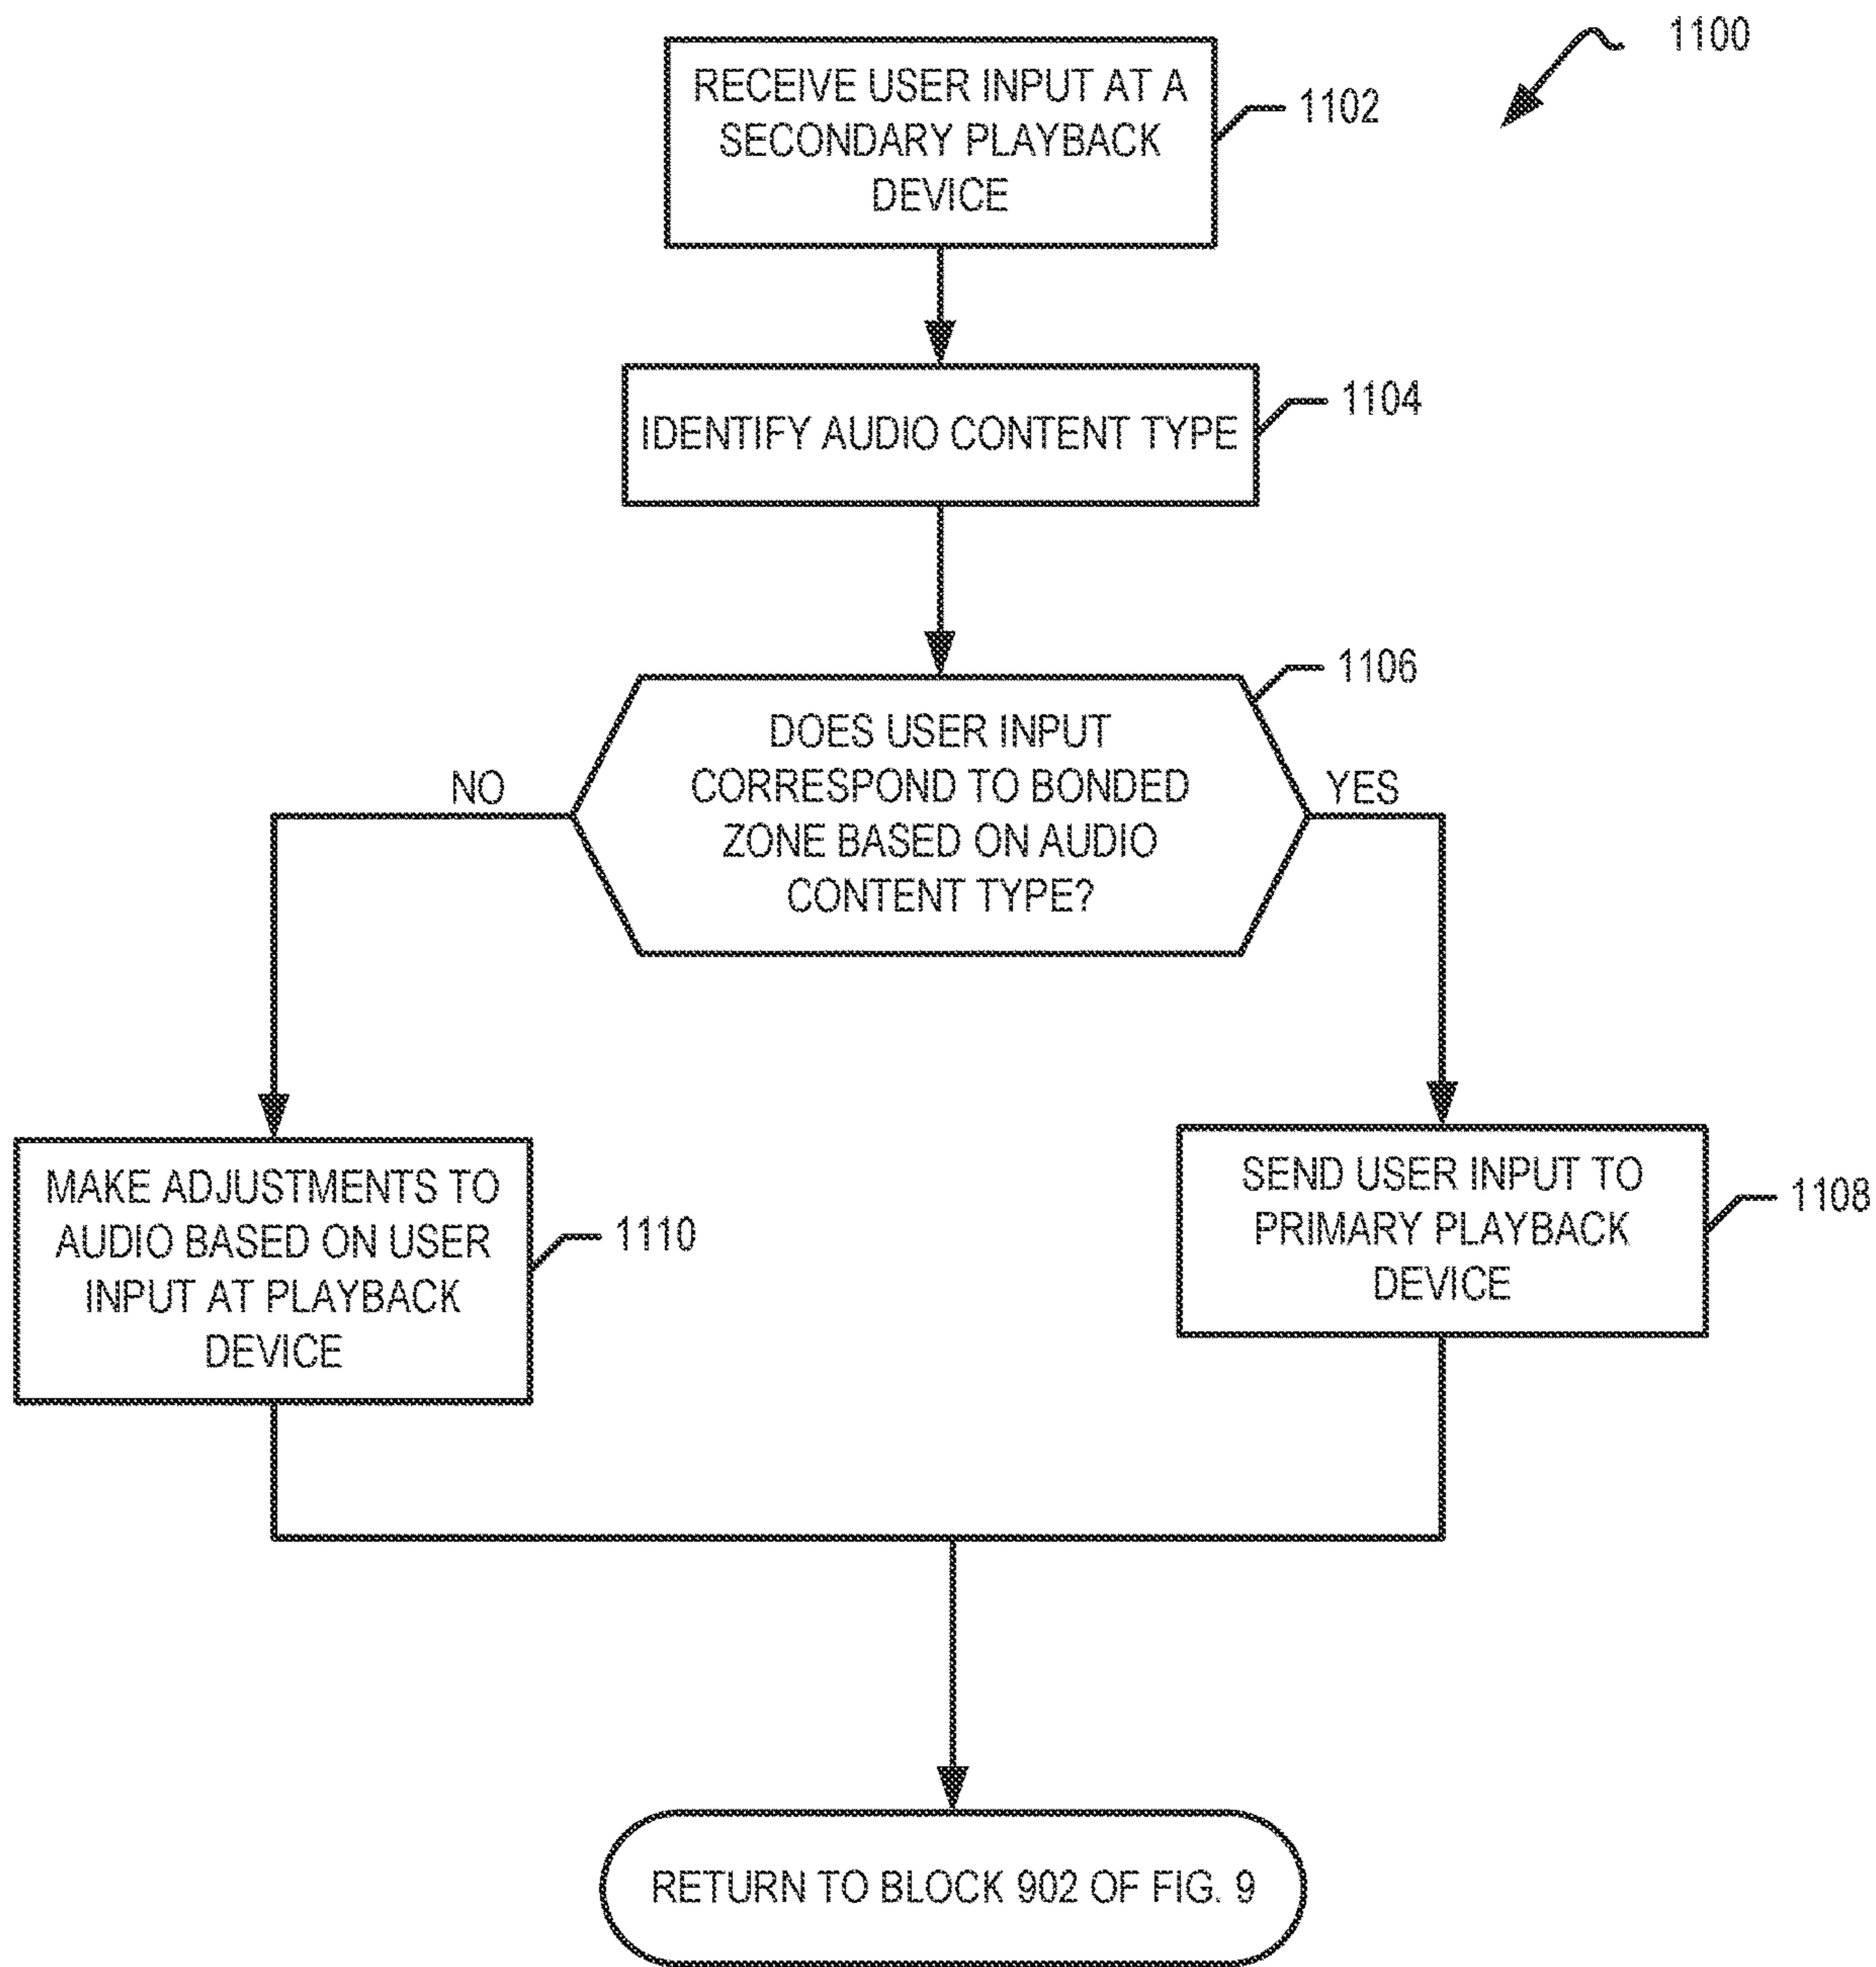 1100
RECEIVE USER INPUT AT A
SECONDARY PLAYBACK
DEVICE
1102
IDENTIFY AUDIO CONTENT TYPE
1104
1106
DOES USER INPUT
CORRESPOND TO BONDED
ZONE BASED ON AUDIO
CONTENT TYPE?
NO
YES
MAKE ADJUSTMENTS TO
AUDIO BASED ON USER
INPUT AT PLAYBACK
DEVICE
1110
SEND USER INPUT TO
PRIMARY PLAYBACK
DEVICE
1108
RETURN TO BLOCK 902 OF FIG. 9